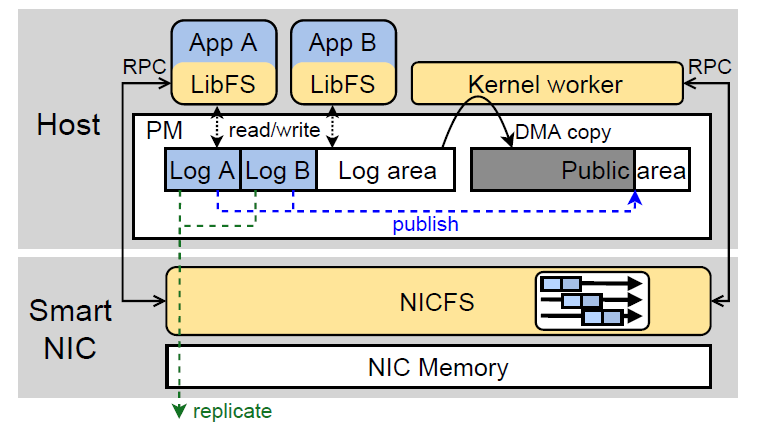 App A
App B
RPC
LibFS
LibFS
Kernel worker
RPC
Host
PM
read/write
DMA copy
Log A
Log B
Log area
Public area
publish
Smart
NIC
NICFS
NIC Memory
replicate